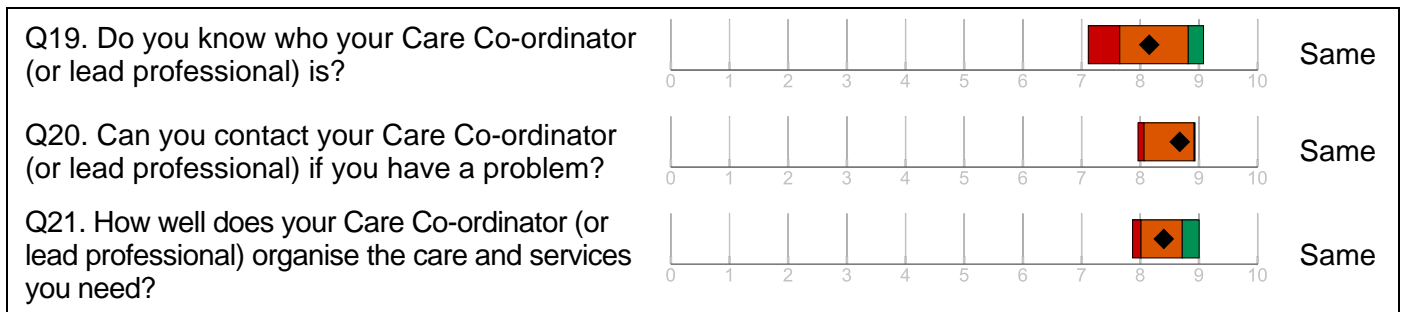 Q19. Do you know who your Care Co-ordinator
(or lead professional) is?
Same
0 1 2 3 4 5 6 7 8 9 10
Q20. Can you contact your Care Co-ordinator
(or lead professional) if you have a problem?
Same
0 1 2 3 4 5 6 7 8 9 10
Q21. How well does your Care Co-ordinator (or
lead professional) organise the care and services
you need?
Same
0 1 2 3 4 5 6 7 8 9 10